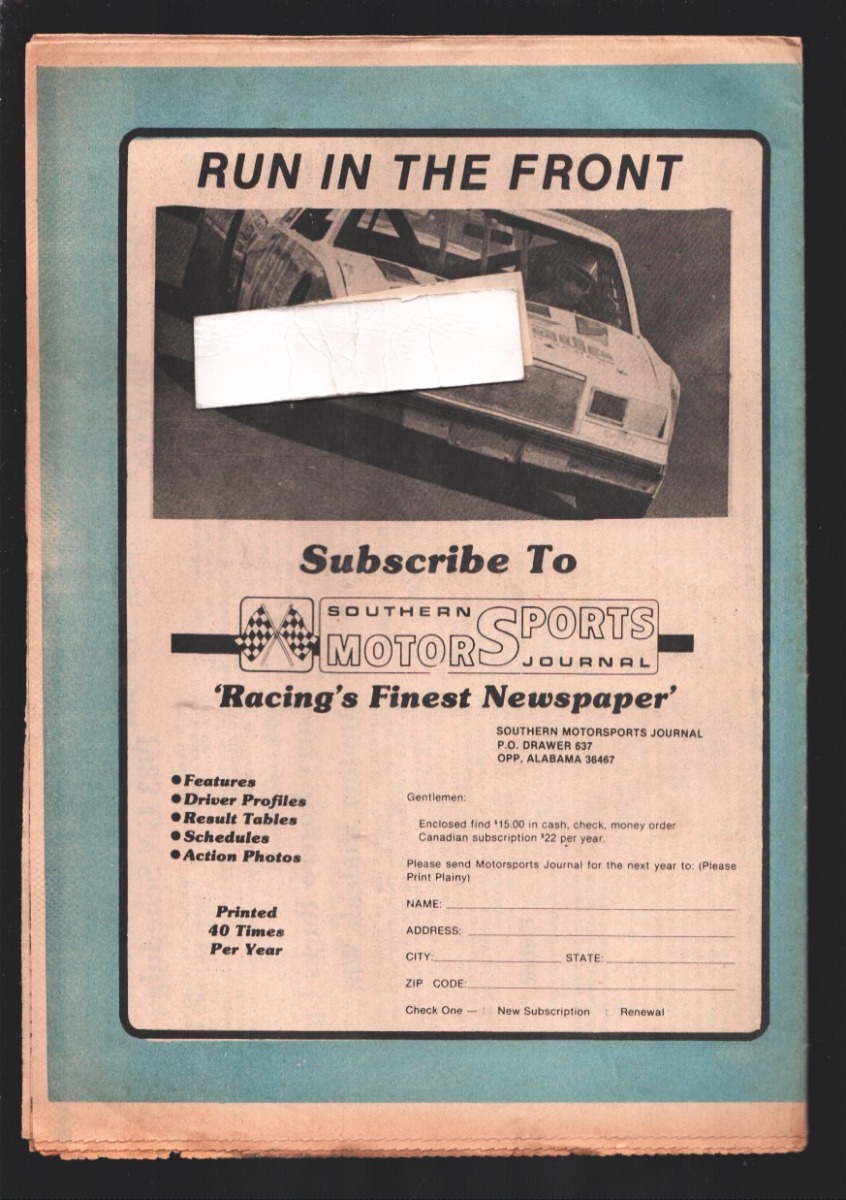 RUN IN THE FRONT
Subscribe To
SOUTHERN
MOTORSPORTS
JOURNAL
'Racing's Finest Newspaper'
SOUTHERN MOTORSPORTS JOURNAL
P.O. DRAWER 637
OPP, ALABAMA 36467
●Features
●Driver Profiles
●Result Tables
●Schedules
●Action Photos
Printed
40 Times
Per Year
Gentlemen:
Enclosed find $15.00 in cash, check, money order
Canadian subscription $22 per year.
Please send Motorsports Journal for the next year to: (Please
Print Plainy)
NAME:
ADDRESS:
CITY: STATE:
ZIP CODE:
Check One — New Subscription Renewal